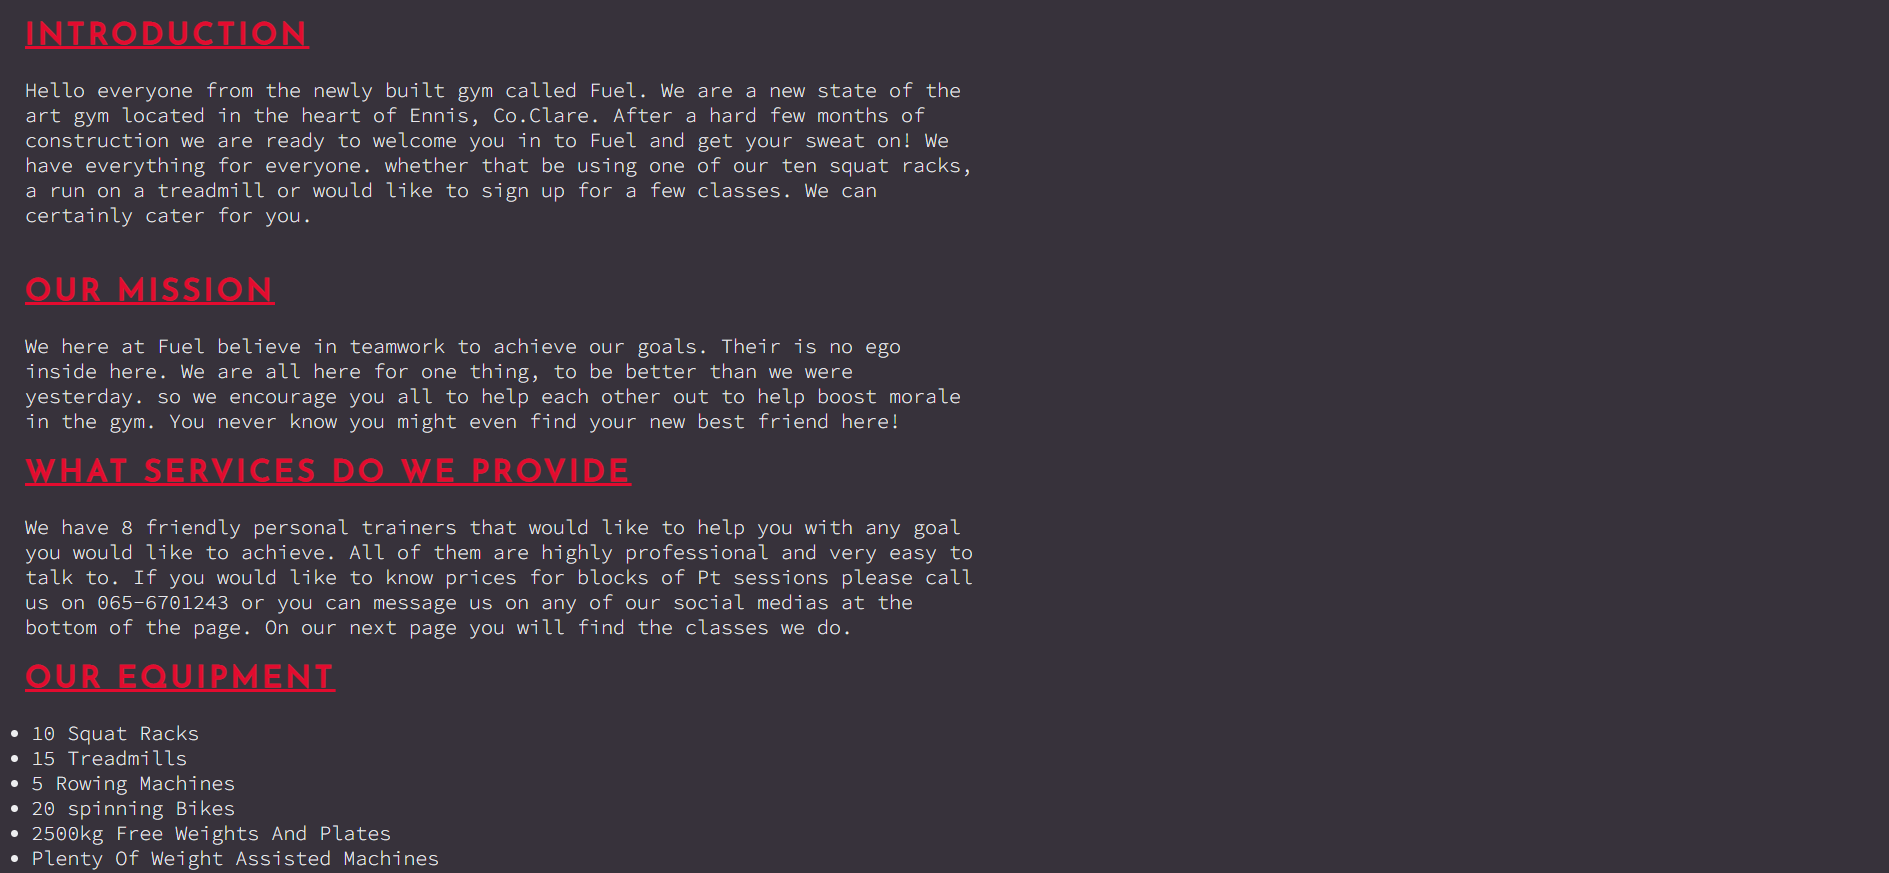 INTRODUCTION
Hello everyone from the newly built gym called Fuel. We are a new state of the
art gym located in the heart of Ennis, Co.Clare. After a hard few months of
construction we are ready to welcome you in to Fuel and get your sweat on! We
have everything for everyone. whether that be using one of our ten squat racks,
a run on a treadmill or would like to sign up for a few classes. We can
certainly cater for you.
OUR MISSION
We here at Fuel believe in teamwork to achieve our goals. Their is no ego
inside here. We are all here for one thing, to be better than we were
yesterday. so we encourage you all to help each other out to help boost morale
in the gym. You never know you might even find your new best friend here!
WHAT SERVICES DO WE PROVIDE
We have 8 friendly personal trainers that would like to help you with any goal
you would like to achieve. All of them are highly professional and very easy to
talk to. If you would like to know prices for blocks of Pt sessions please call
us on 065-6701243 or you can message us on any of our social medias at the
bottom of the page. On our next page you will find the classes we do.
OUR EQUIPMENT
• 10 Squat Racks
• 15 Treadmills
• 5 Rowing Machines
• 20 spinning Bikes
• 2500kg Free Weights And Plates
• Plenty Of Weight Assisted Machines